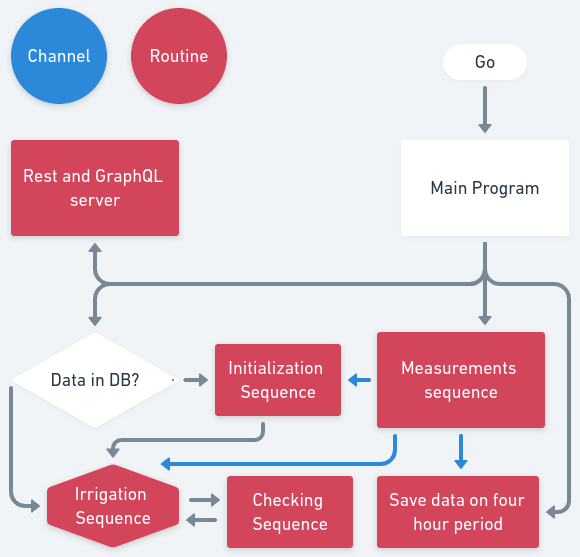 Channel
Routine
Go
Rest and GraphQL
server
Main Program
Data in DB?
Initialization
Sequence
Measurements
sequence
Irrigation
Sequence
Checking
Sequence
Save data on four
hour period